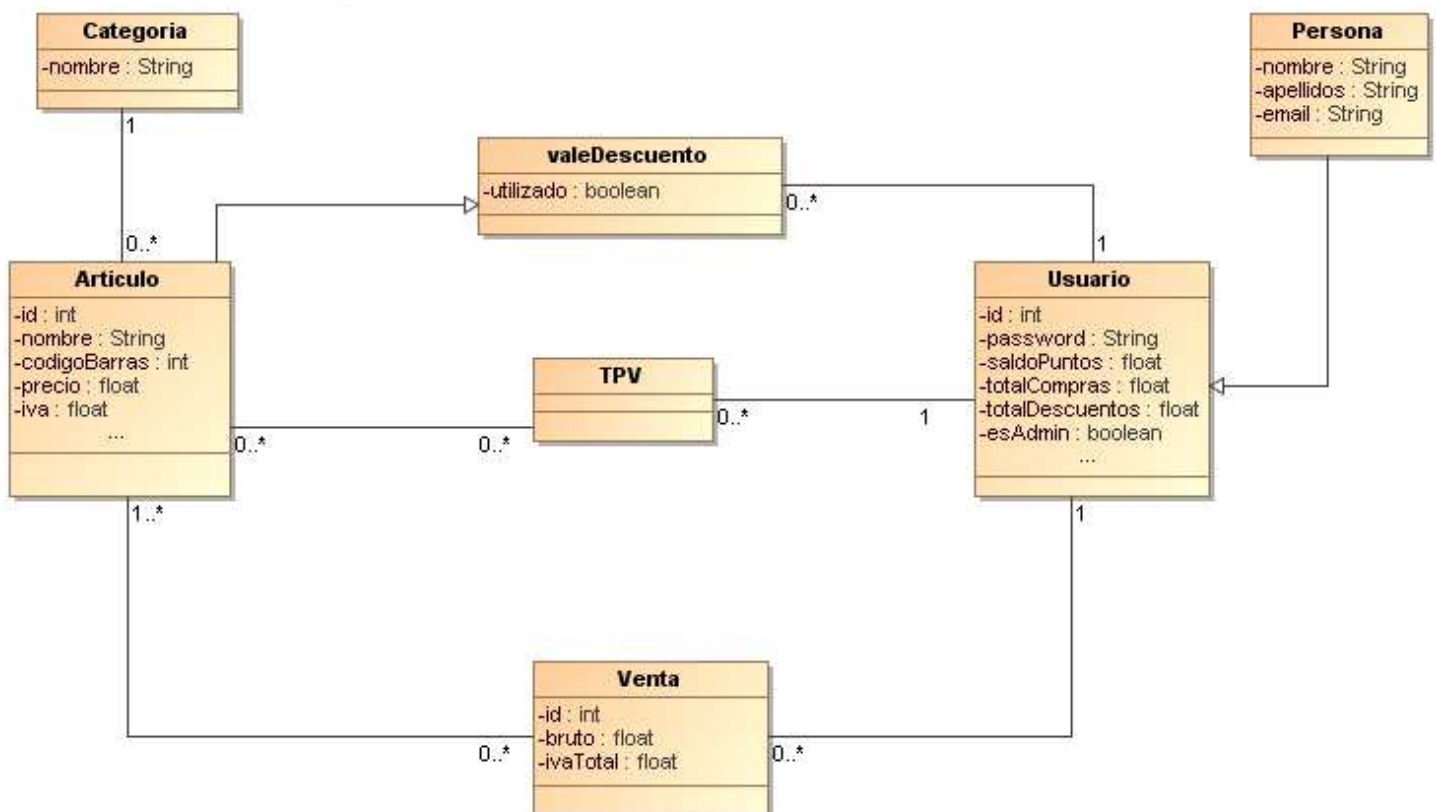 Categoria
-nombre : String
1
Persona
-nombre : String
-apellidos : String
-email : String
valeDescuento
-utilizado : boolean
0..*
1
0..*
Articulo
-id : int
-nombre : String
-codigoBarras : int
-precio : float
-iva : float
...
0..*
1..*
TPV
0..*
0..*
1
Usuario
-id : int
-password : String
-saldoPuntos : float
-totalCompras : float
-totalDescuentos : float
-esAdmin : boolean
...
1
Venta
-id : int
-bruto : float
-ivaTotal : float
0..*
0..*